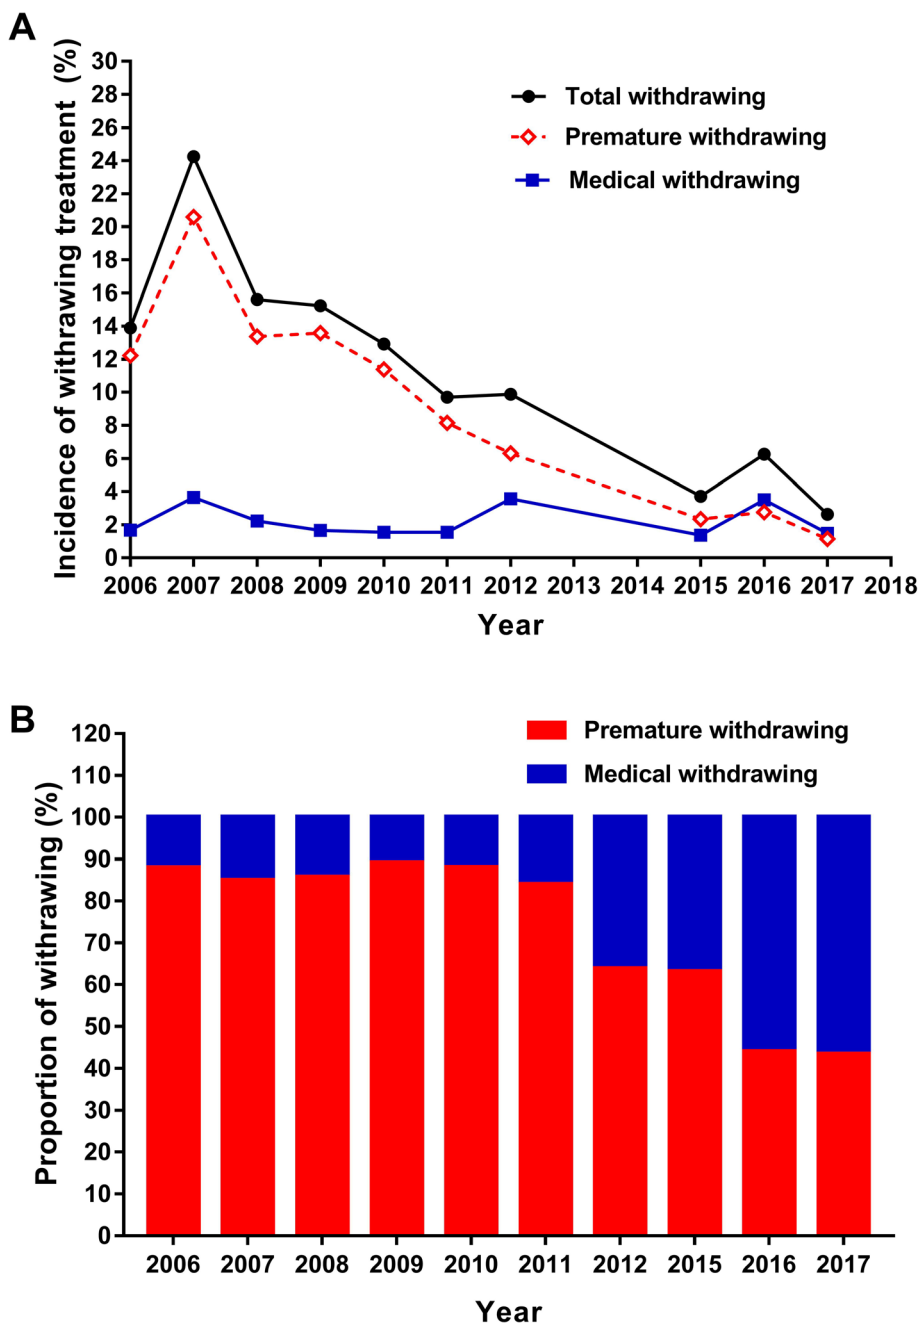 A
Incidence of withdrawing treatment (%)
30
28
26
24
22
20
18
16
14
12
10
8
6
4
2
0
Total withdrawing
Premature withdrawing
Medical withdrawing
2006 2007 2008 2009 2010 2011 2012 2013 2014 2015 2016 2017 2018
Year
B
Proportion of withrawing (%)
120
110
100
90
80
70
60
50
40
30
20
10
0
Premature withdrawing
Medical withdrawing
2006 2007 2008 2009 2010 2011 2012 2015 2016 2017
Year